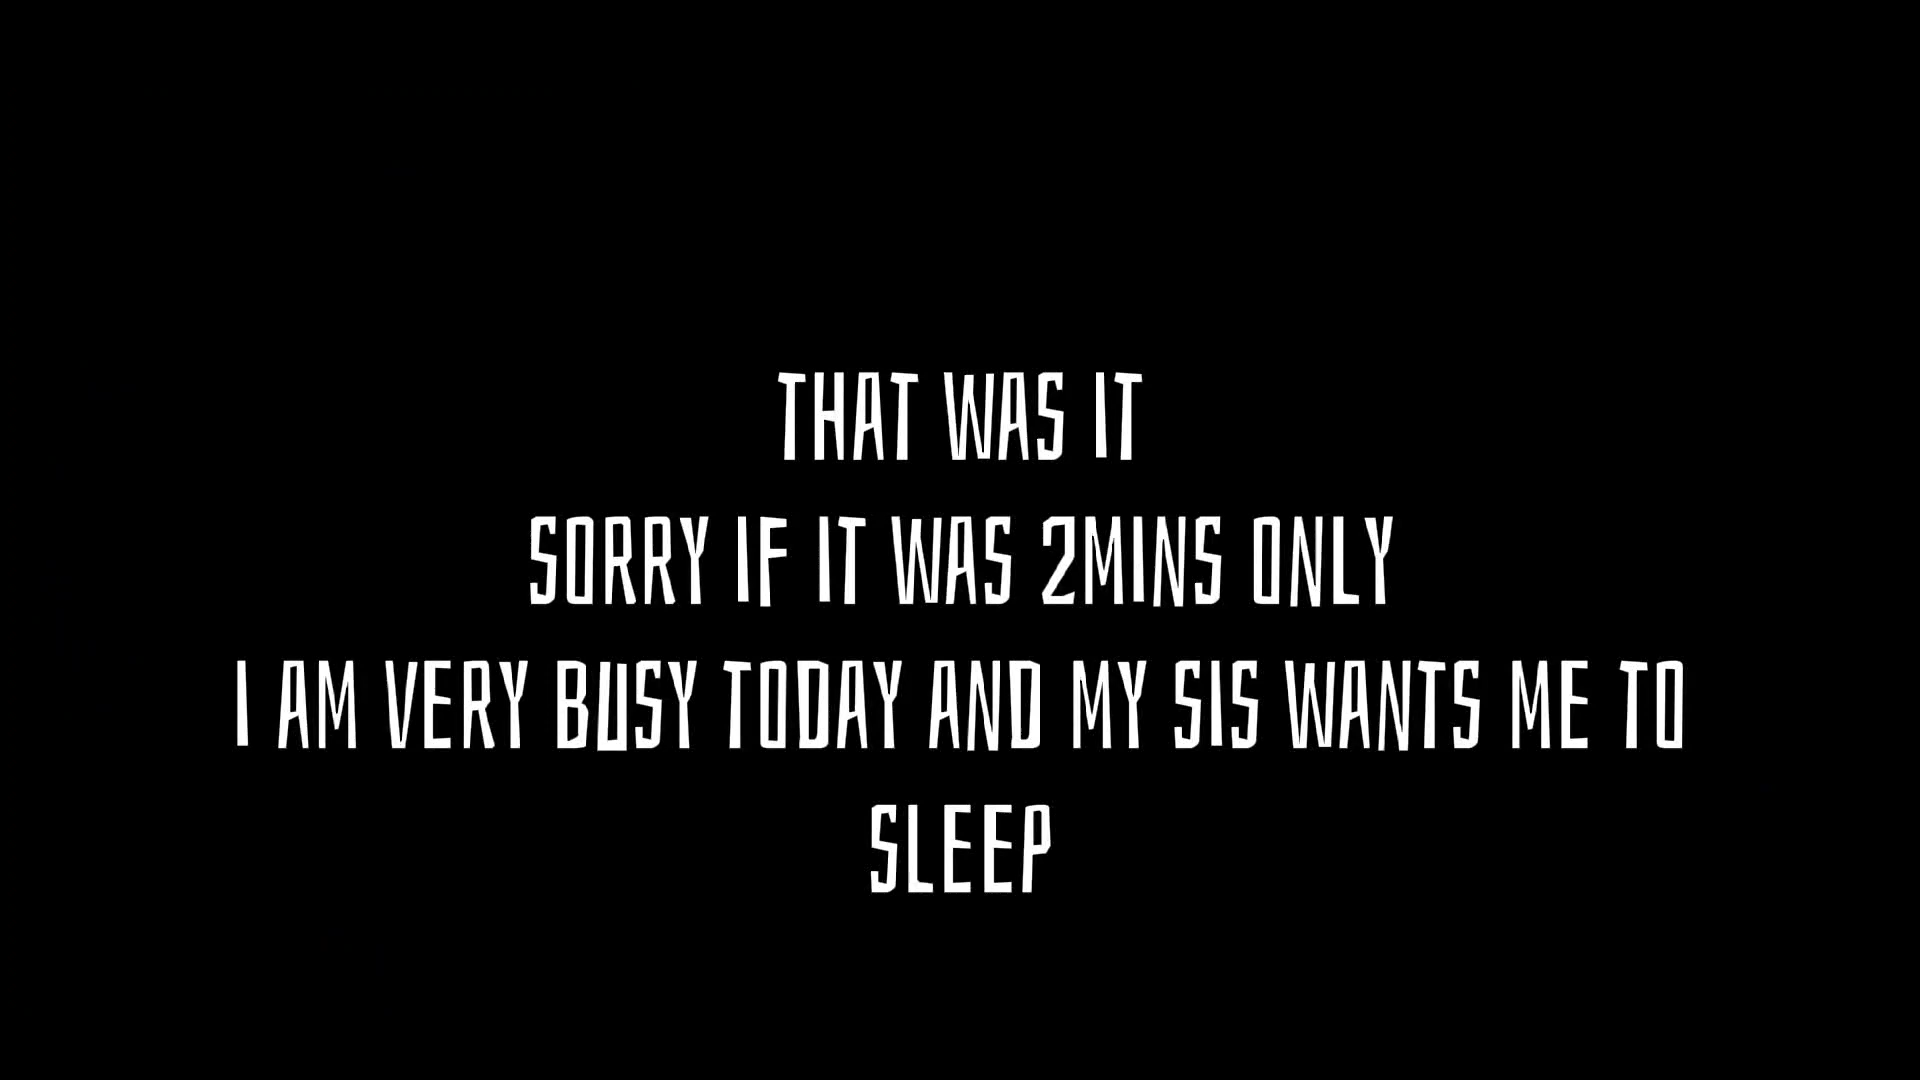 THAT WAS IT
SORRY IF IT WAS 2MINS ONLY
I AM VERY BUSY TODAY AND MY SIS WANTS ME TO
SLEEP